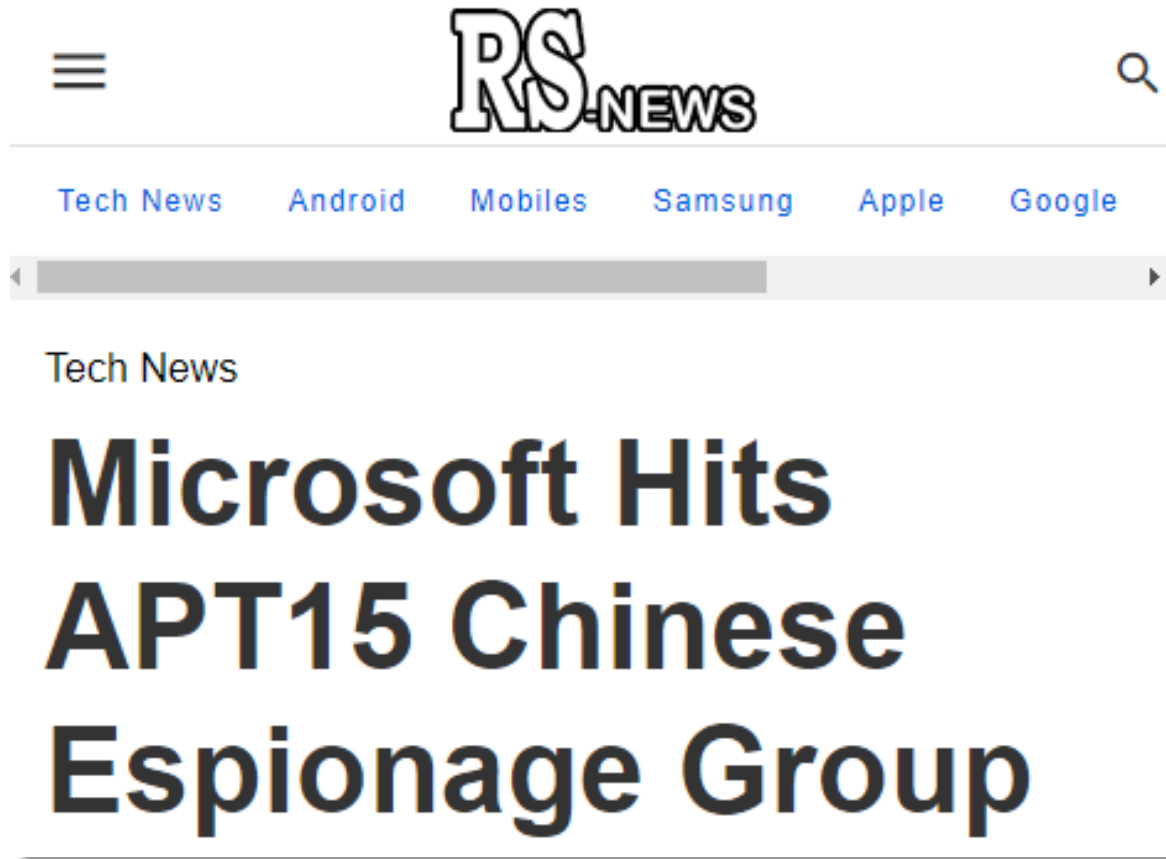 RS-NEWS
Tech News Android Mobiles Samsung Apple Google
Tech News
Microsoft Hits
APT15 Chinese
Espionage Group